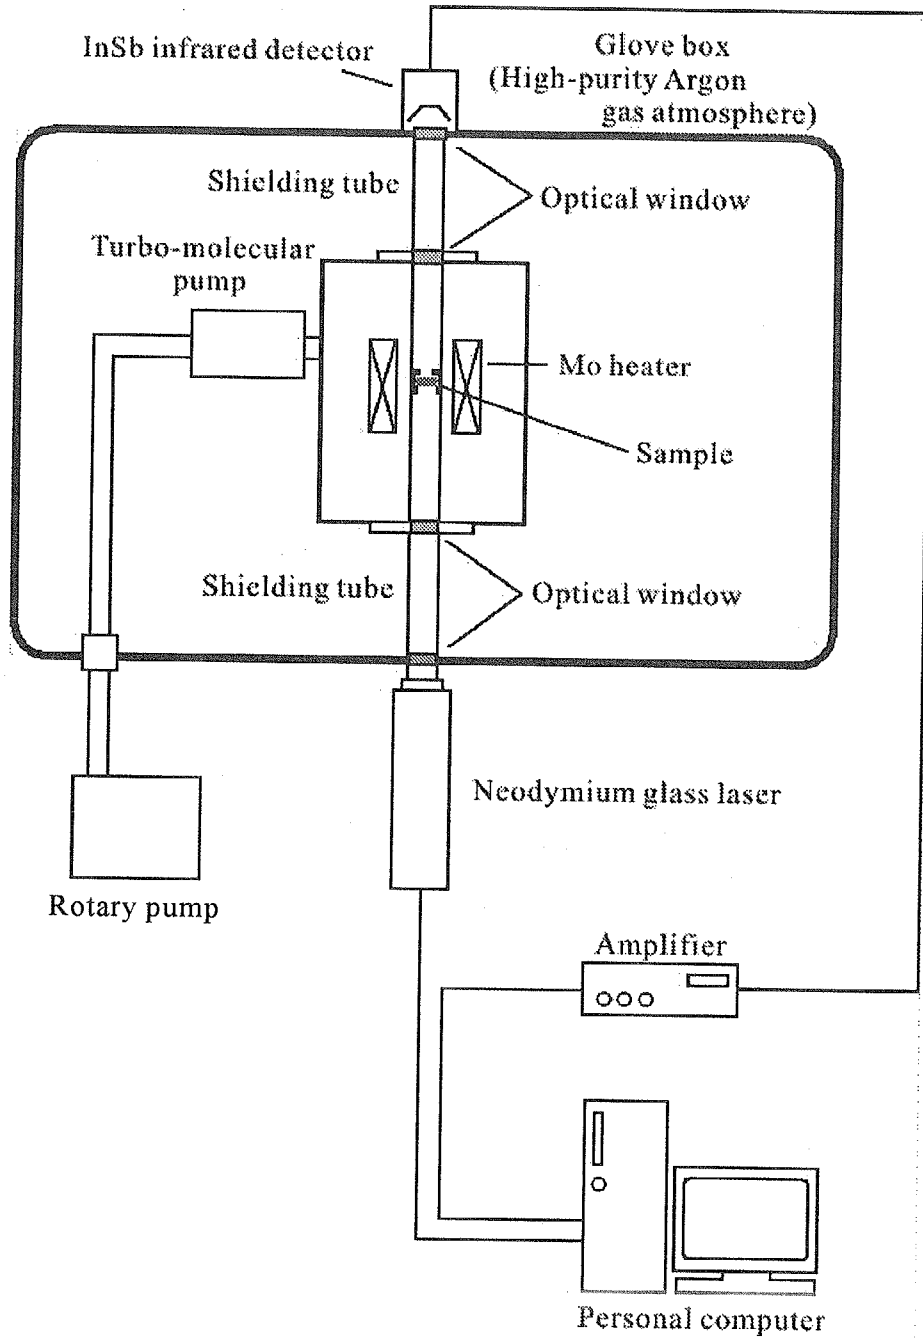 InSb infrared detector
Glove box
(High-purity Argon
gas atmosphere)
Shielding tube
Optical window
Turbo-molecular
pump
Mo heater
Sample
Shielding tube
Optical window
Neodymium glass laser
Rotary pump
Amplifier
Personal computer